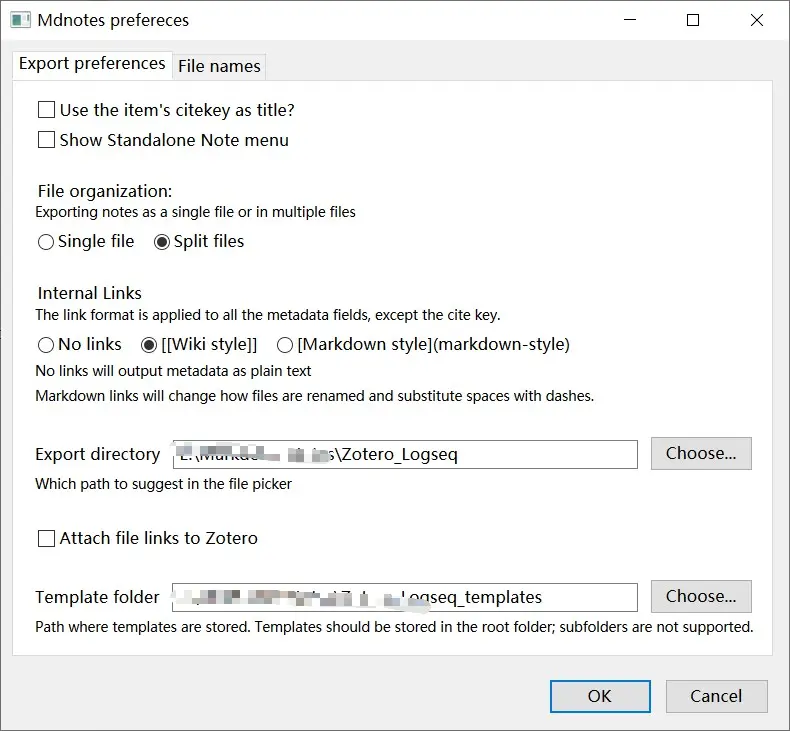 Mdnotes prefereces
Export preferences
File names
Use the item's citekey as title?
Show Standalone Note menu
File organization:
Exporting notes as a single file or in multiple files
Single file Split files
Internal Links
The link format is applied to all the metadata fields, except the cite key.
No links [[Wiki style]] [Markdown style](markdown-style)
No links will output metadata as plain text
Markdown links will change how files are renamed and substitute spaces with dashes.
Export directory \Zotero_Logseq Choose...
Which path to suggest in the file picker
Attach file links to Zotero
Template folder Logseq_templates Choose...
Path where templates are stored. Templates should be stored in the root folder; subfolders are not supported.
OK Cancel